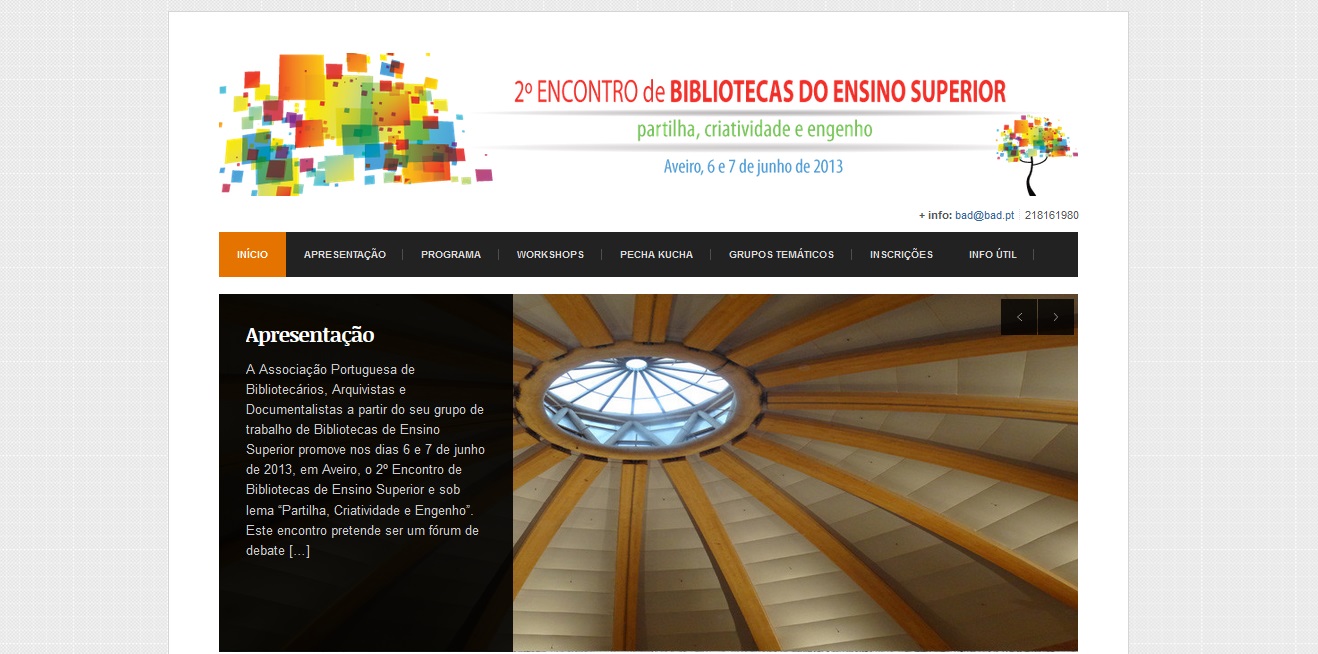 2º ENCONTRO de BIBLIOTECAS DO ENSINO SUPERIOR
partilha, criatividade e engenho
Aveiro, 6 e 7 de junho de 2013
+ info: bad@bad.pt | 218161980
INÍCIO APRESENTAÇÃO | PROGRAMA | WORKSHOPS | PECHA KUCHA | GRUPOS TEMÁTICOS | INSCRIÇÕES INFO ÚTIL |
Apresentação
A Associação Portuguesa de
Bibliotecários, Arquivistas e
Documentalistas a partir do seu grupo de
trabalho de Bibliotecas de Ensino
Superior promove nos dias 6 e 7 de junho
de 2013, em Aveiro, o 2º Encontro de
Bibliotecas de Ensino Superior e sob
lema “Partilha, Criatividade e Engenho”.
Este encontro pretende ser um fórum de
debate […]